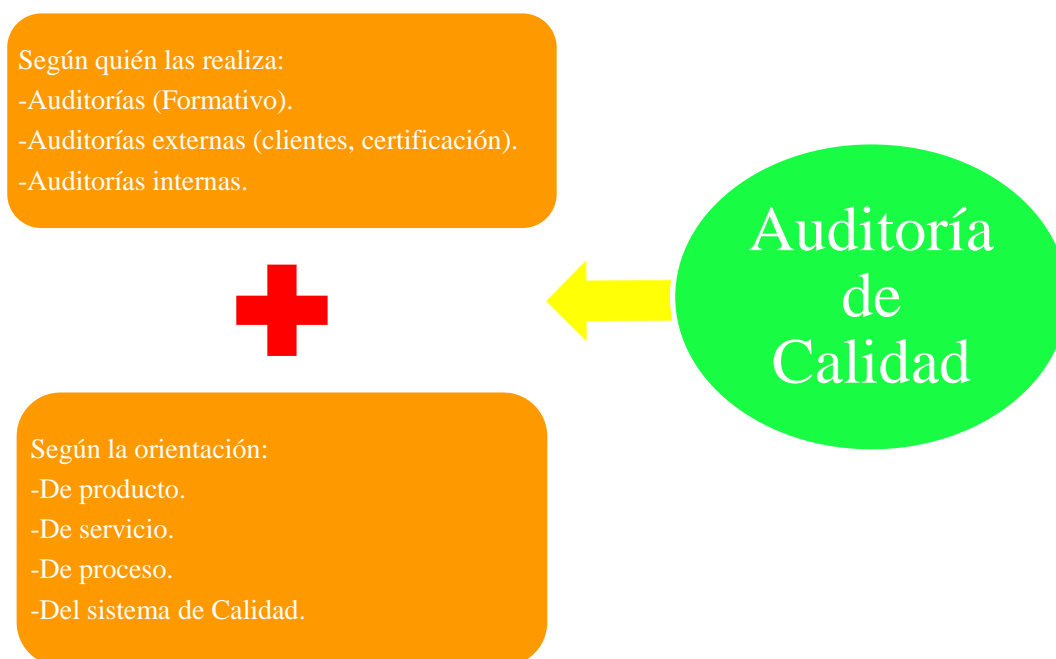 Según quién las realiza:
-Auditorías (Formativo).
-Auditorías externas (clientes, certificación).
-Auditorías internas.
Auditoría
de
Calidad
Según la orientación:
-De producto.
-De servicio.
-De proceso.
-Del sistema de Calidad.